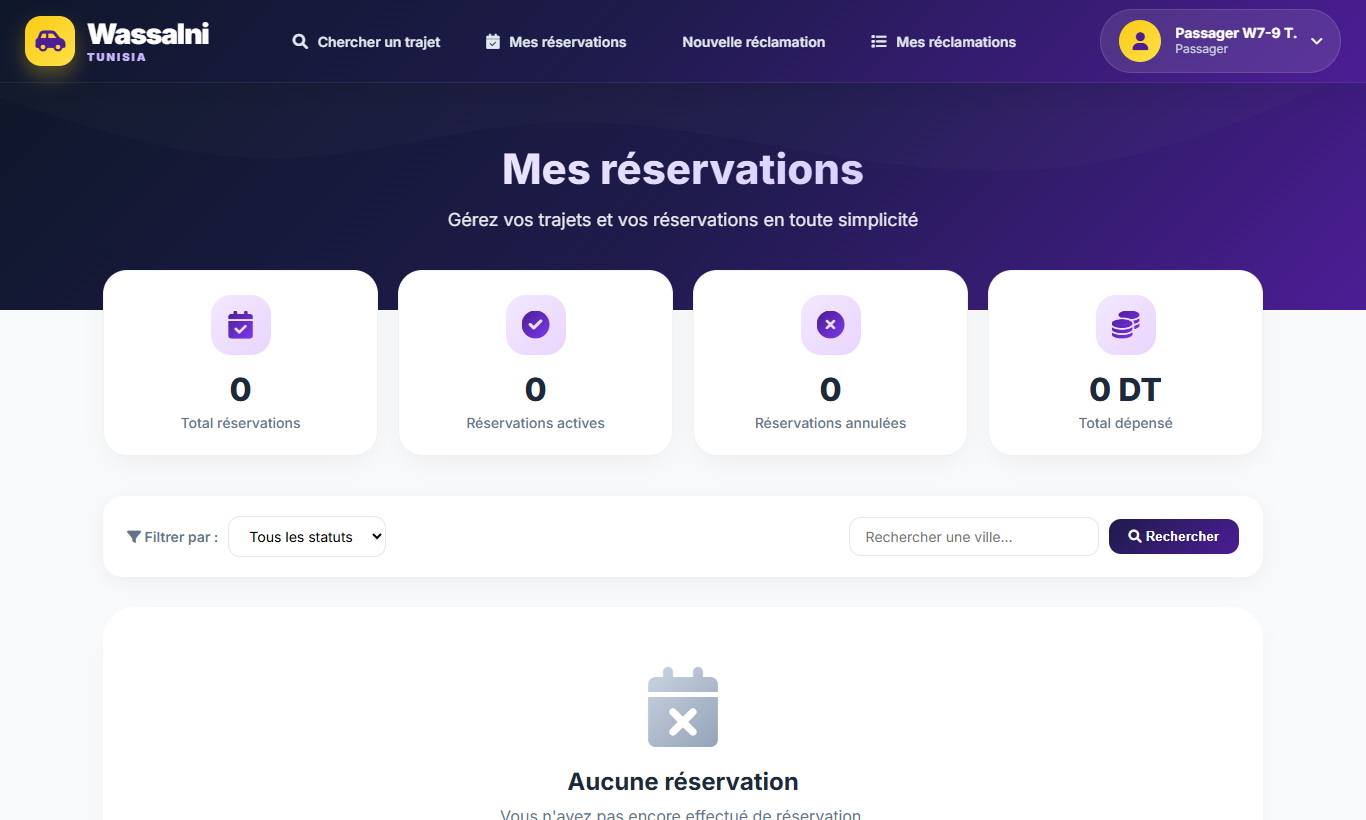 Wassalni
TUNISIA
Chercher un trajet
Mes réservations
Nouvelle réclamation
Mes réclamations
Passager W7-9 T.
Passager
Mes réservations
Gérez vos trajets et vos réservations en toute simplicité
0
Total réservations
0
Réservations actives
0
Réservations annulées
0 DT
Total dépensé
Filtrer par :
Tous les statuts
Rechercher une ville...
Rechercher
Aucune réservation
Vous n'avez pas encore effectué de réservation